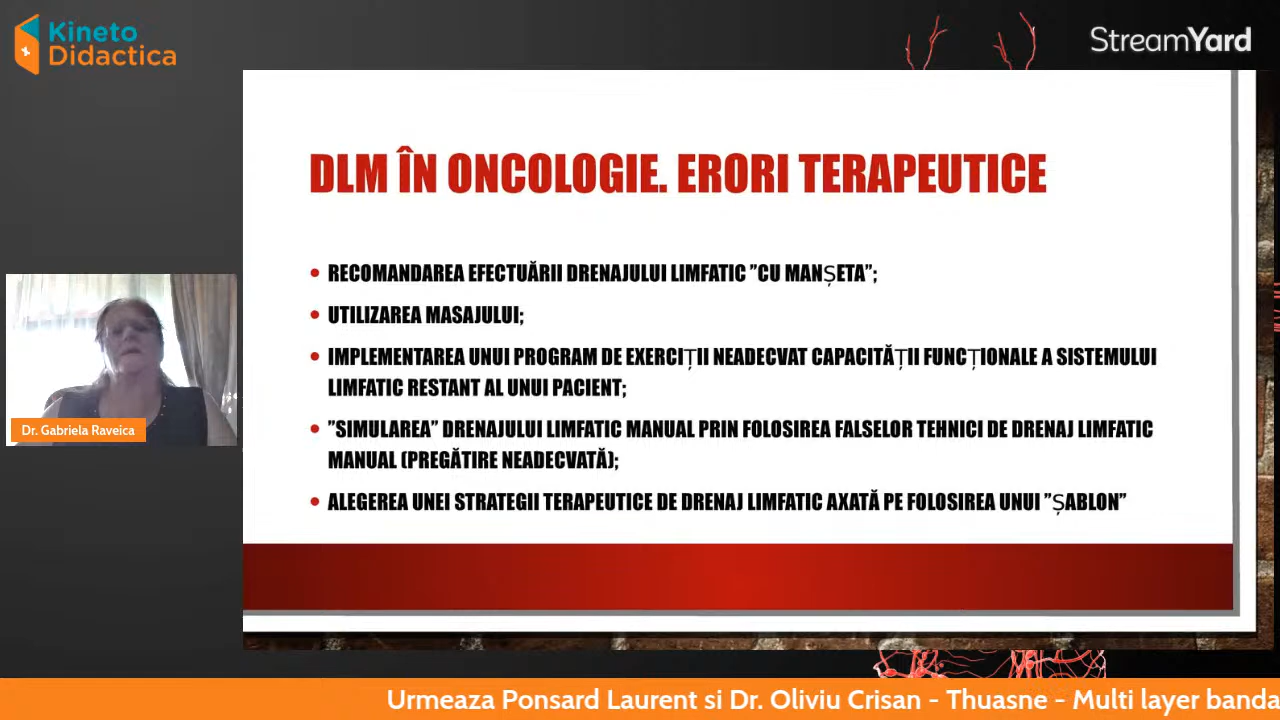 Kineto
Didactica
StreamYard
DLM ÎN ONCOLOGIE. ERORI TERAPEUTICE
• RECOMANDAREA EFECTUĂRII DRENAJULUI LIMFATIC ”CU MANȘETA”;
• UTILIZAREA MASAJULUI;
• IMPLEMENTAREA UNUI PROGRAM DE EXERCIȚII NEADECVAT CAPACITĂȚII FUNCȚIONALE A SISTEMULUI
LIMFATIC RESTANT AL UNUI PACIENT;
• ”SIMULAREA” DRENAJULUI LIMFATIC MANUAL PRIN FOLOSIREA FALSELOR TEHNICI DE DRENAJ LIMFATIC
MANUAL (PREGĂTIRE NEADECVATĂ);
• ALEGEREA UNEI STRATEGII TERAPEUTICE DE DRENAJ LIMFATIC AXATĂ PE FOLOSIREA UNUI ”ȘABLON”
Dr. Gabriela Raveica
Urmeaza Ponsard Laurent si Dr. Oliviu Crisan - Thuasne - Multi layer banda